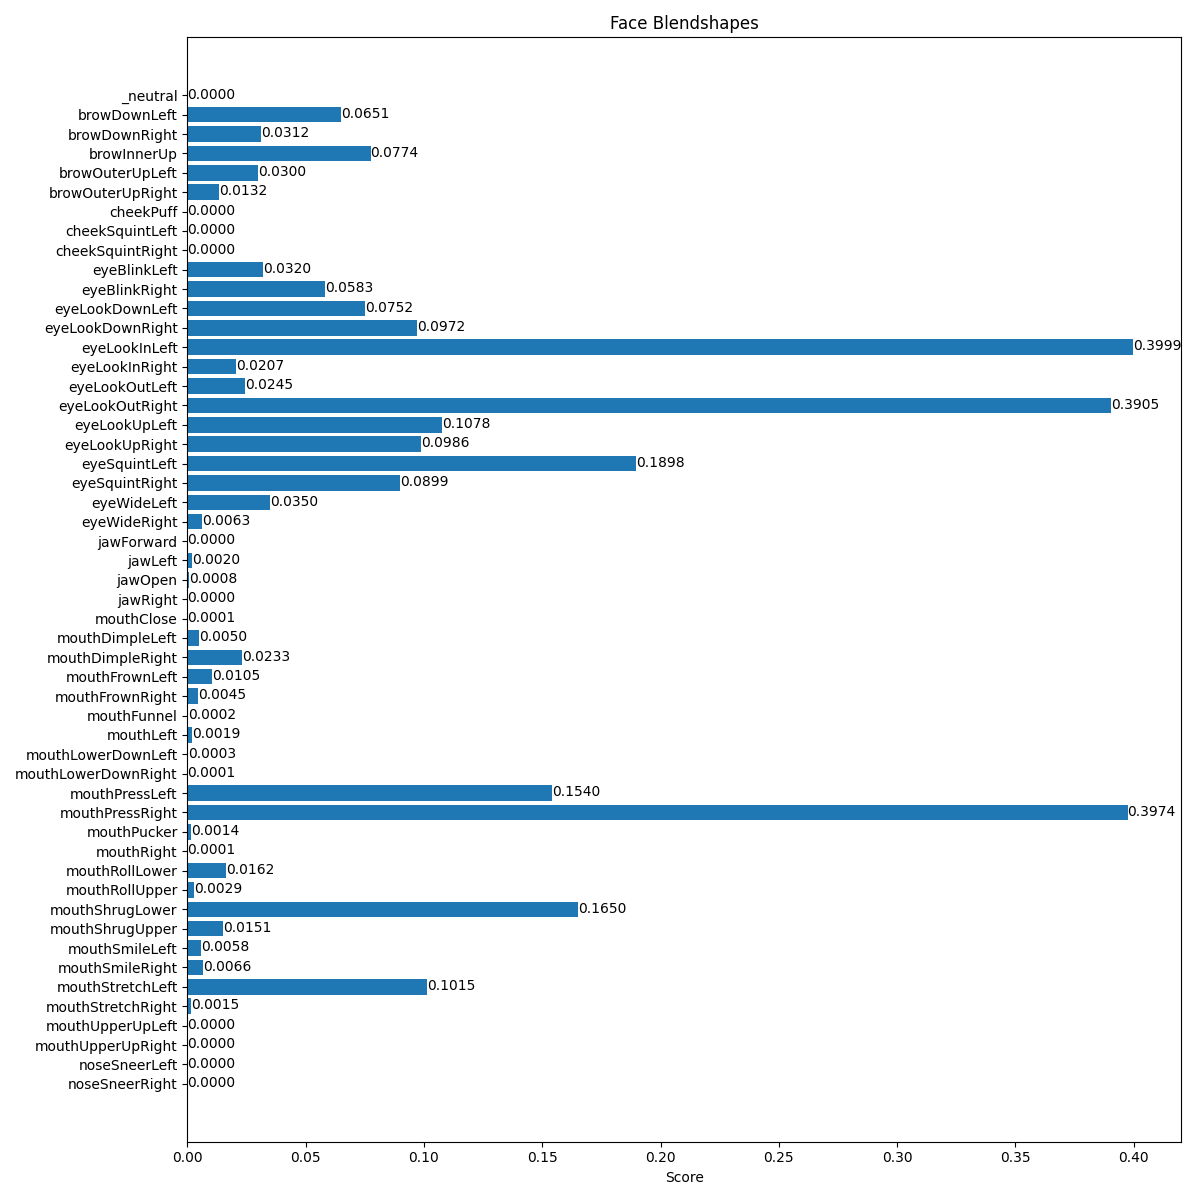 Face Blendshapes
_neutral 0.0000
browDownLeft 0.0651
browDownRight 0.0312
browInnerUp 0.0774
browOuterUpLeft 0.0300
browOuterUpRight 0.0132
cheekPuff 0.0000
cheekSquintLeft 0.0000
cheekSquintRight 0.0000
eyeBlinkLeft 0.0320
eyeBlinkRight 0.0583
eyeLookDownLeft 0.0752
eyeLookDownRight 0.0972
eyeLookInLeft 0.3999
eyeLookInRight 0.0207
eyeLookOutLeft 0.0245
eyeLookOutRight 0.3905
eyeLookUpLeft 0.1078
eyeLookUpRight 0.0986
eyeSquintLeft 0.1898
eyeSquintRight 0.0899
eyeWideLeft 0.0350
eyeWideRight 0.0063
jawForward 0.0000
jawLeft 0.0020
jawOpen 0.0008
jawRight 0.0000
mouthClose 0.0001
mouthDimpleLeft 0.0050
mouthDimpleRight 0.0233
mouthFrownLeft 0.0105
mouthFrownRight 0.0045
mouthFunnel 0.0002
mouthLeft 0.0019
mouthLowerDownLeft 0.0003
mouthLowerDownRight 0.0001
mouthPressLeft 0.1540
mouthPressRight 0.3974
mouthPucker 0.0014
mouthRight 0.0001
mouthRollLower 0.0162
mouthRollUpper 0.0029
mouthShrugLower 0.1650
mouthShrugUpper 0.0151
mouthSmileLeft 0.0058
mouthSmileRight 0.0066
mouthStretchLeft 0.1015
mouthStretchRight 0.0015
mouthUpperUpLeft 0.0000
mouthUpperUpRight 0.0000
noseSneerLeft 0.0000
noseSneerRight 0.0000
0.00 0.05 0.10 0.15 0.20 0.25 0.30 0.35 0.40
Score